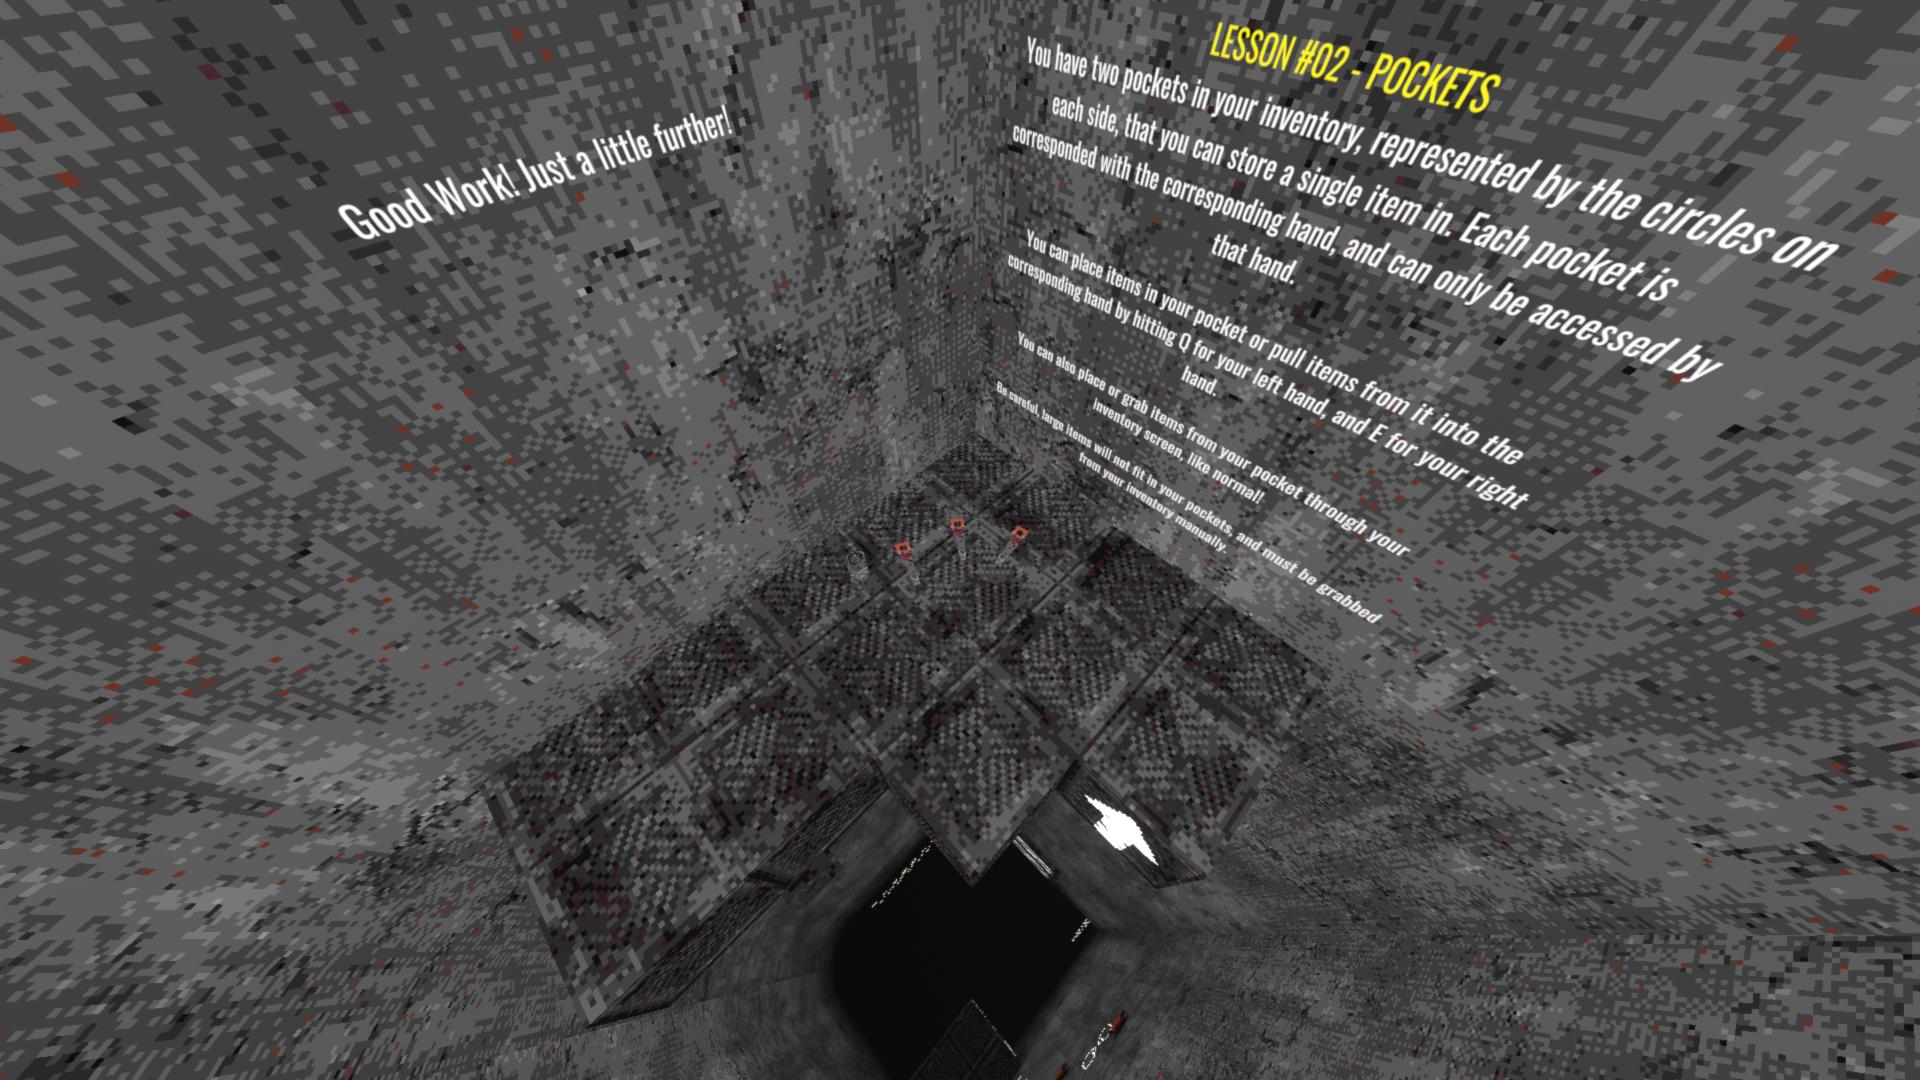 Good Work! Just a little further!
LESSON #02 - POCKETS
You have two pockets in your inventory, represented by the circles on
each side, that you can store a single item in. Each pocket is
corresponded with the corresponding hand, and can only be accessed by
that hand.
You can place items in your pocket or pull items from it into the
corresponding hand by hitting Q for your left hand, and E for your right
hand.
You can also place or grab items from your pocket through your
inventory screen, like normal!
Be careful, large items will not fit in your pockets, and must be grabbed
from your inventory manually.